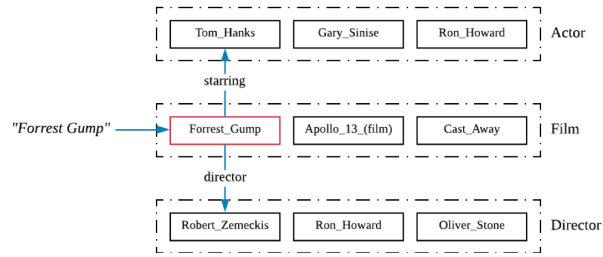 Tom_Hanks Gary_Sinise Ron_Howard Actor
starring
"Forrest Gump" Forrest_Gump Apollo_13_(film) Cast_Away Film
director
Robert_Zemeckis Ron_Howard Oliver_Stone Director